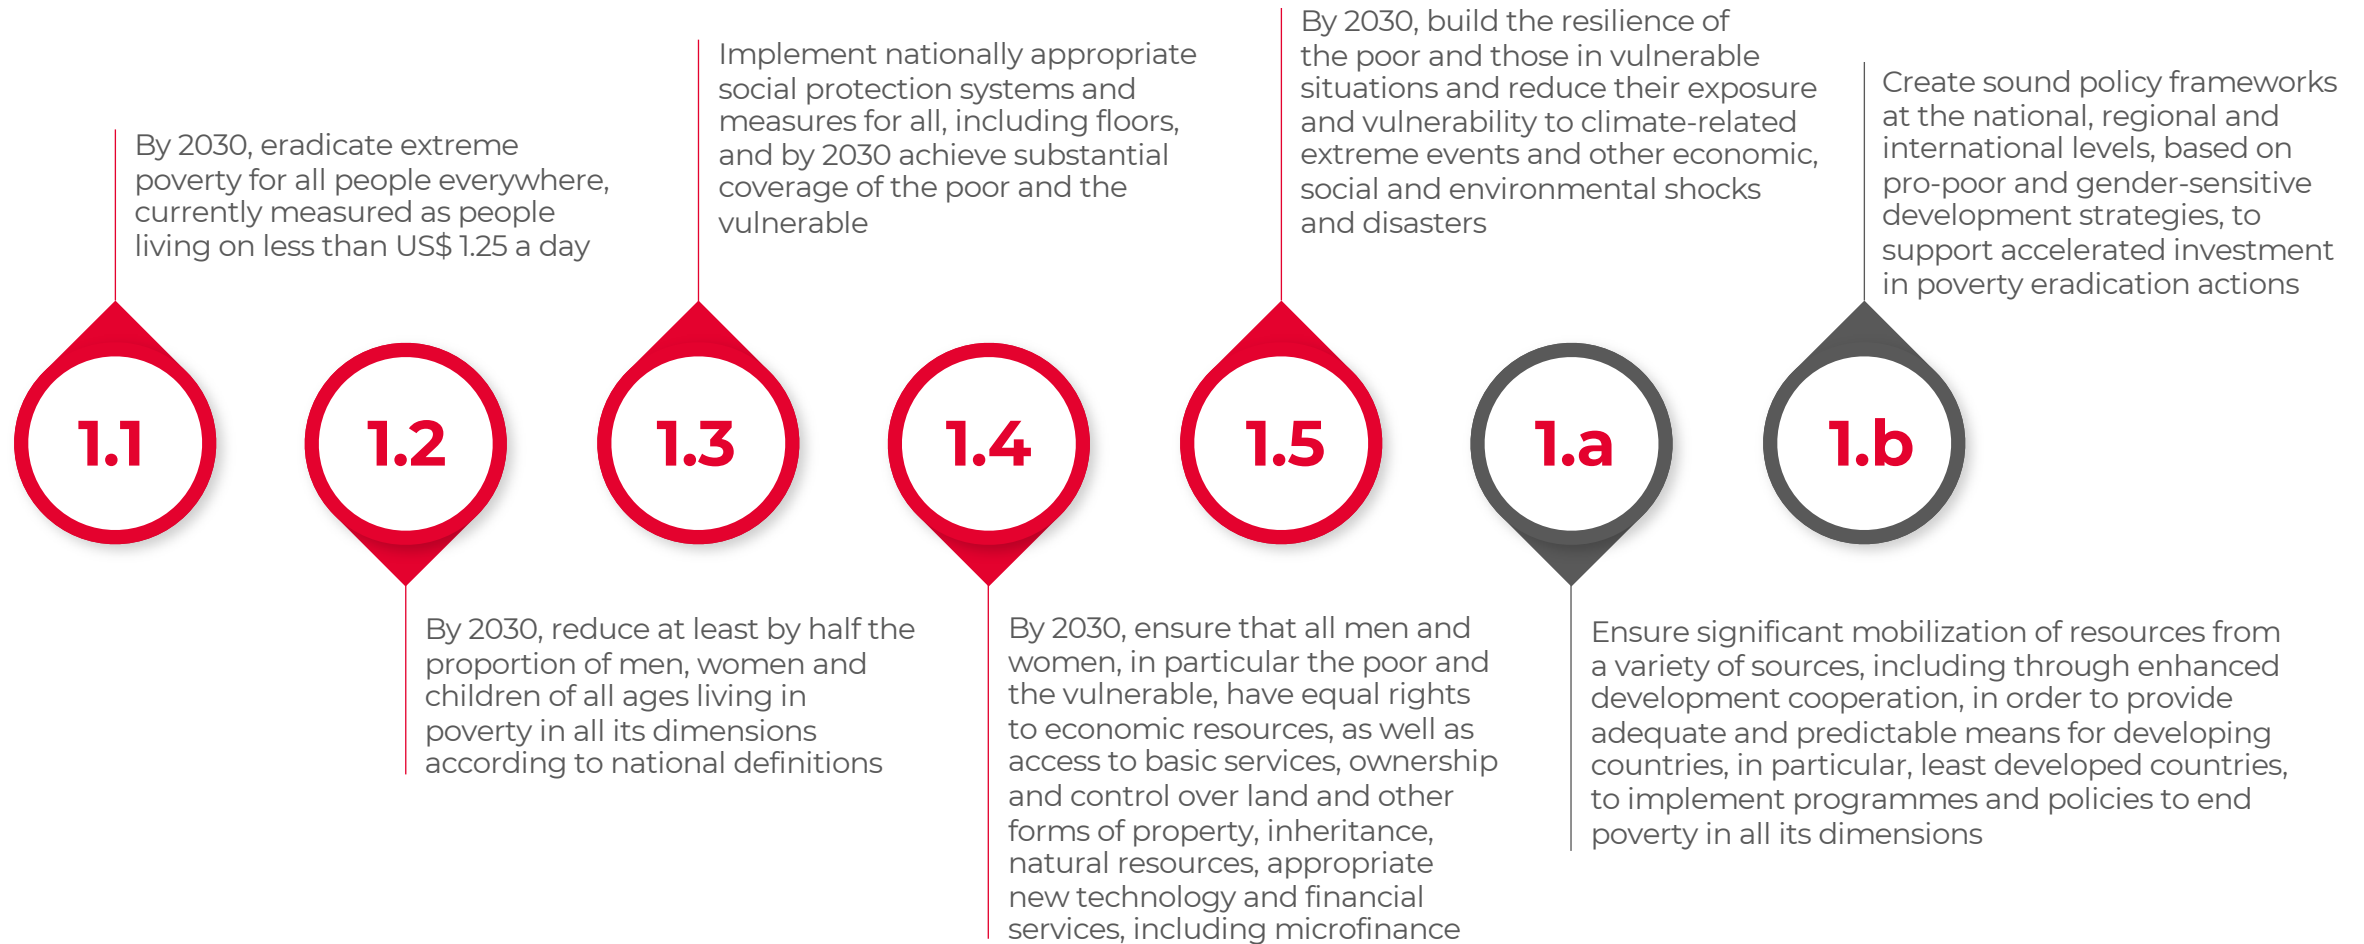 1.1
By 2030, eradicate extreme
poverty for all people everywhere,
currently measured as people
living on less than US$ 1.25 a day
1.2
By 2030, reduce at least by half the
proportion of men, women and
children of all ages living in
poverty in all its dimensions
according to national definitions
1.3
Implement nationally appropriate
social protection systems and
measures for all, including floors,
and by 2030 achieve substantial
coverage of the poor and the
vulnerable
1.4
By 2030, ensure that all men and
women, in particular the poor and
the vulnerable, have equal rights
to economic resources, as well as
access to basic services, ownership
and control over land and other
forms of property, inheritance,
natural resources, appropriate
new technology and financial
services, including microfinance
1.5
By 2030, build the resilience of
the poor and those in vulnerable
situations and reduce their exposure
and vulnerability to climate-related
extreme events and other economic,
social and environmental shocks
and disasters
1.a
Ensure significant mobilization of resources from
a variety of sources, including through enhanced
development cooperation, in order to provide
adequate and predictable means for developing
countries, in particular, least developed countries,
to implement programmes and policies to end
poverty in all its dimensions
1.b
Create sound policy frameworks
at the national, regional and
international levels, based on
pro-poor and gender-sensitive
development strategies, to
support accelerated investment
in poverty eradication actions